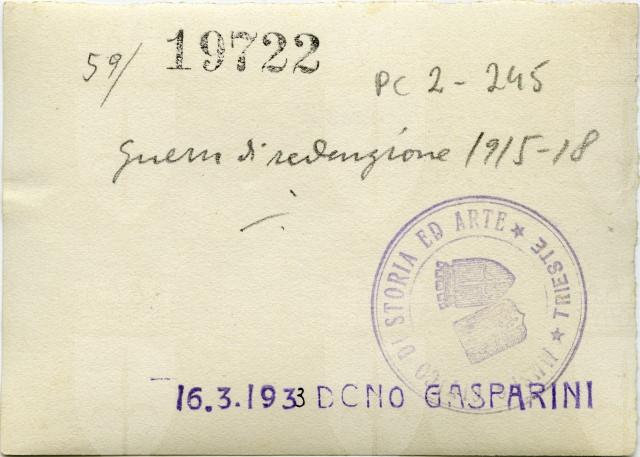 59/ 19722
PC 2 - 245
Guerra di redenzione 1915-18
DI STORIA ED ARTE ★ TRIESTE ★
16.3.1933 DONO GASPARINI